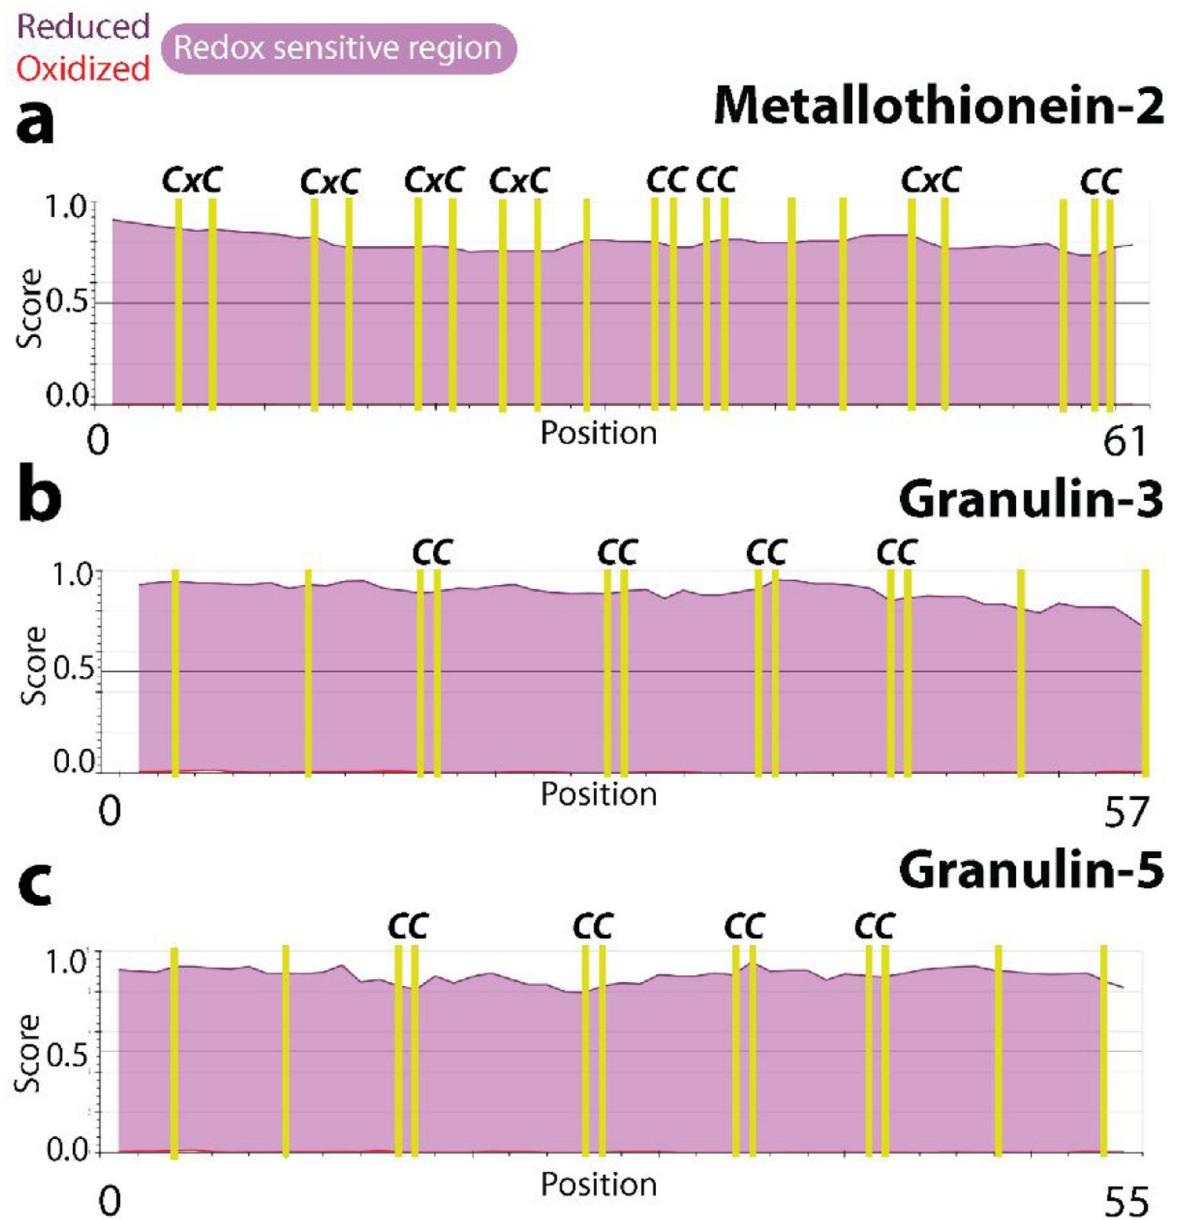 Reduced
Oxidized
Redox sensitive region
a
Metallothionein-2
CxC CxC CxC CxC CC CC CxC CC
1.0
0.5
0.0
Score
0
Position
61
b
Granulin-3
CC CC CC CC
1.0
0.5
0.0
Score
0
Position
57
c
Granulin-5
CC CC CC CC
1.0
0.5
0.0
Score
0
Position
55